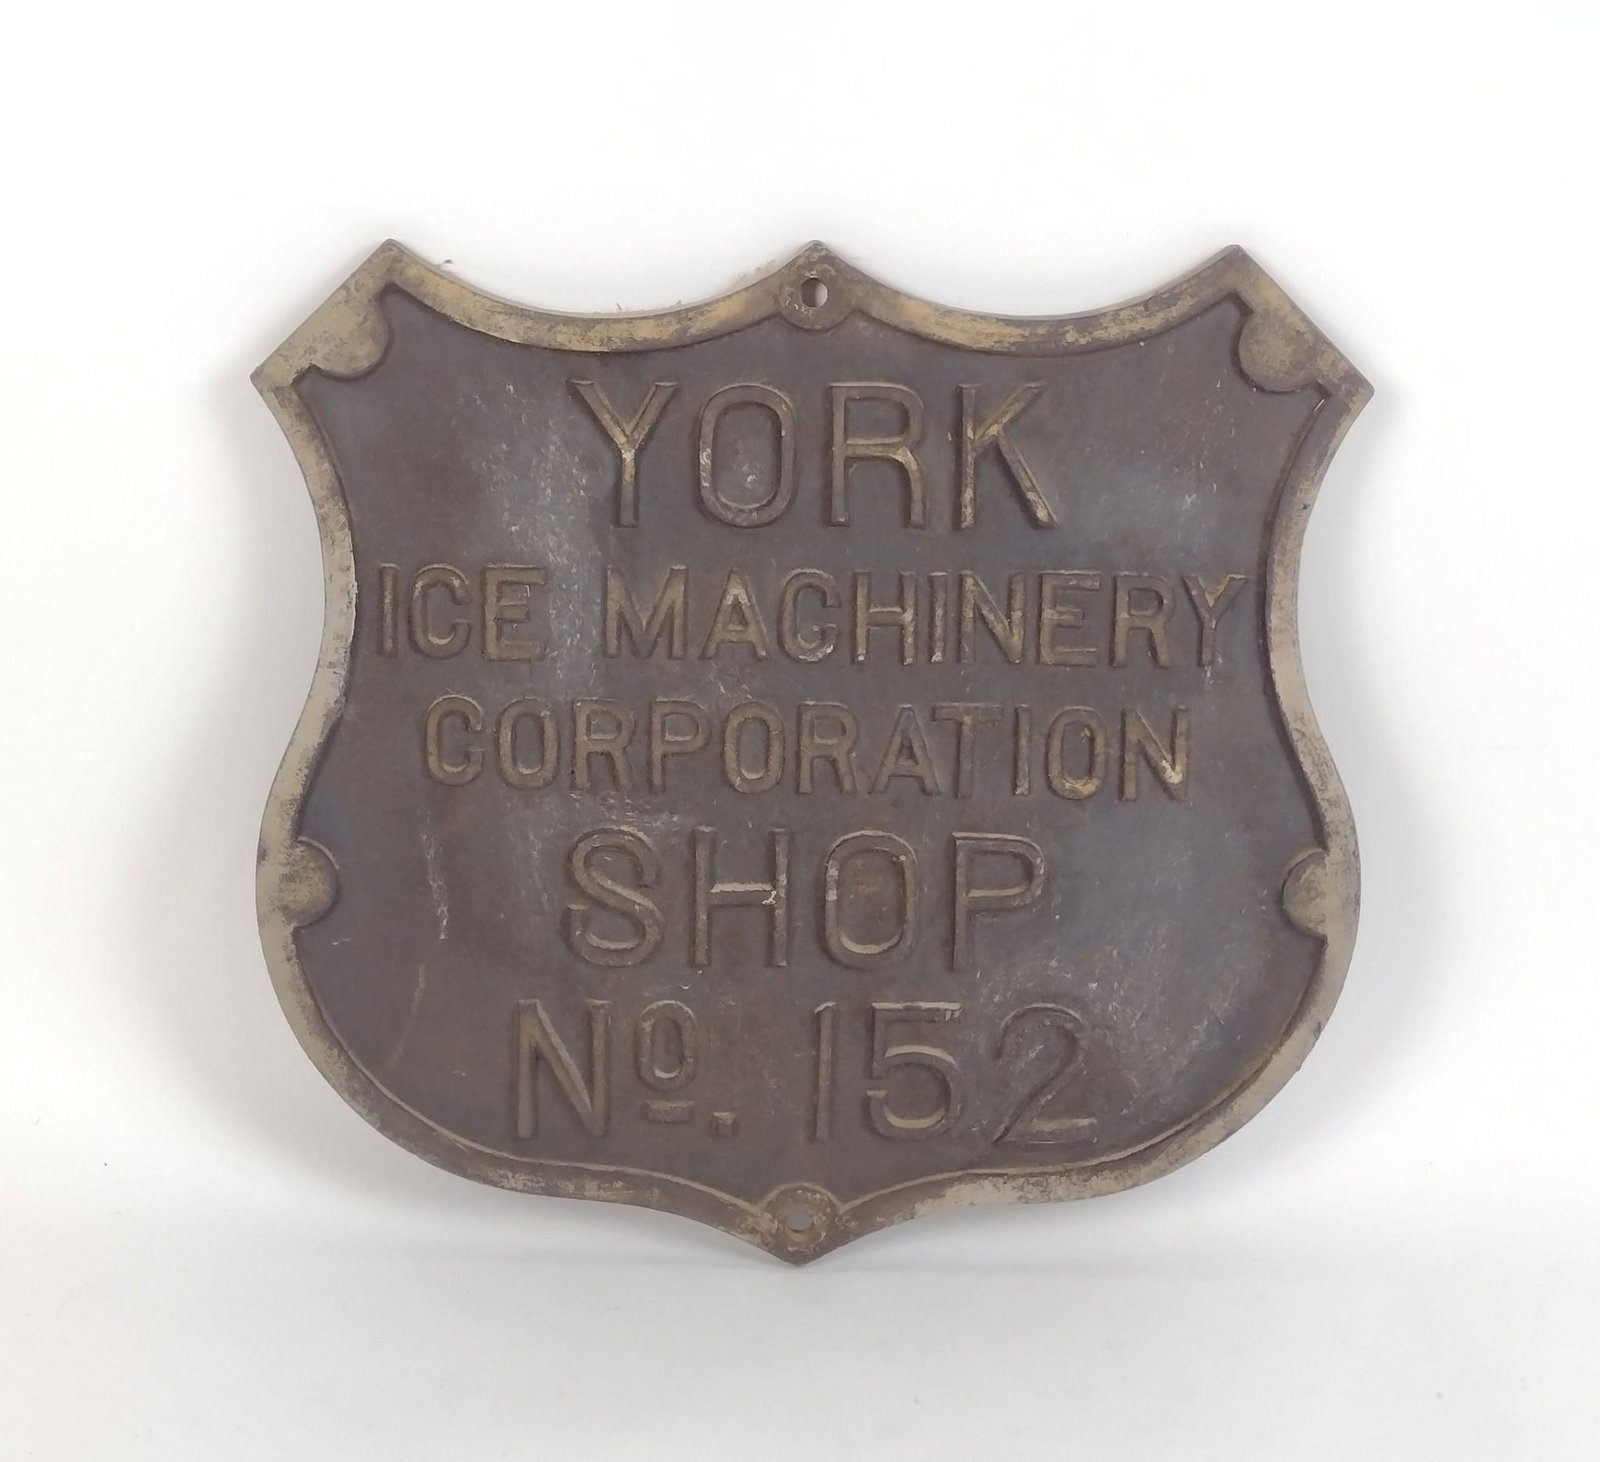 YORK
ICE MACHINERY
CORPORATION
SHOP
Nº. 152